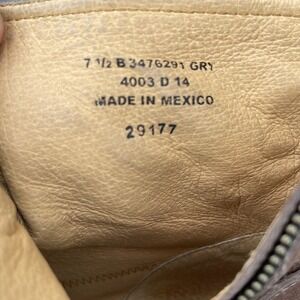 7 1/2 B 3476291 GRY
4003 D 14
MADE IN MEXICO
29177